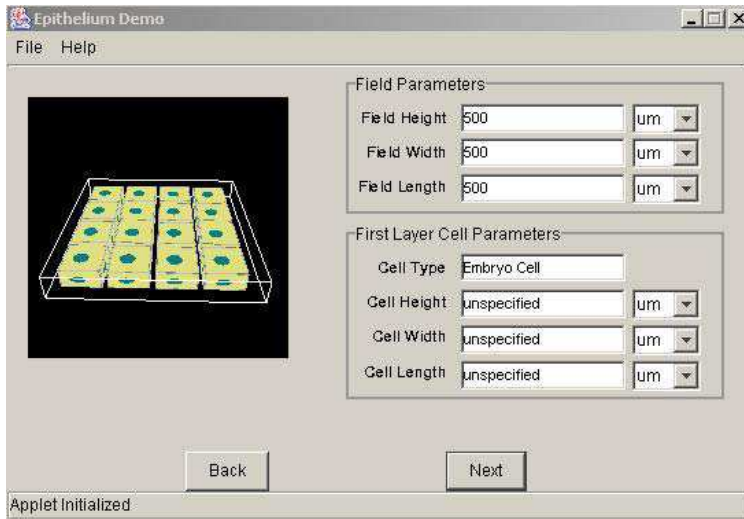 Epithelium Demo
File Help
Field Parameters
Field Height 500 um
Field Width 500 um
Field Length 500 um
First Layer Cell Parameters
Cell Type Embryo Cell
Cell Height unspecified um
Cell Width unspecified um
Cell Length unspecified um
Back Next
Applet Initialized